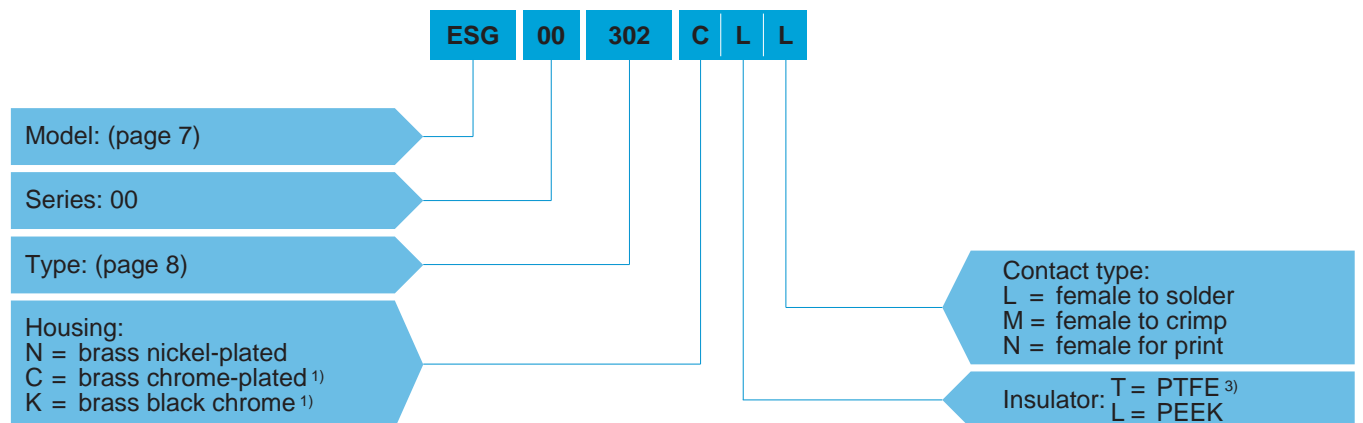 ESG 00 302 C L L
Model: (page 7)
Series: 00
Type: (page 8)
Housing:
N = brass nickel-plated
C = brass chrome-plated 1)
K = brass black chrome 1)
Contact type:
L = female to solder
M = female to crimp
N = female for print
Insulator: T = PTFE 3)
L = PEEK